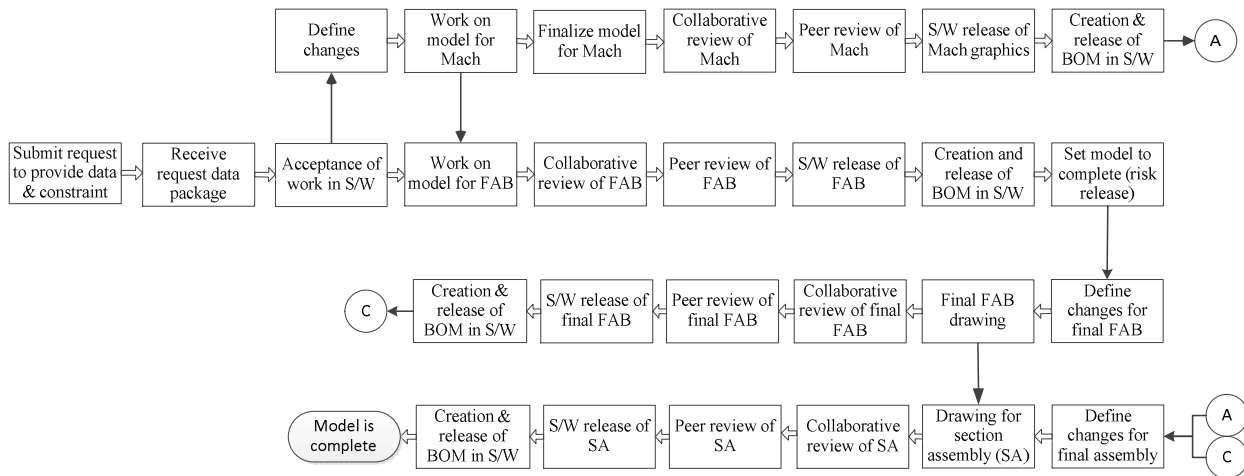 Define
changes
Work on
model for
Mach
Finalize model
for Mach
Collaborative
review of
Mach
Peer review
of Mach
S/W release of
Mach graphics
Creation &
release of
BOM in S/W
A
Submit request
to provide data
& constraint
Receive
request data
package
Acceptance of
work in S/W
Work on
model for FAB
Collaborative
review of FAB
Peer review
of FAB
S/W release
of FAB
Creation and
release of
BOM in S/W
Set model to
complete (risk
release)
C
Creation &
release of
BOM in S/W
S/W release of
final FAB
Peer review of
final FAB
Collaborative
review of final
FAB
Final FAB
drawing
Define
changes for
final FAB
Model is
complete
Creation &
release of
BOM in S/W
S/W release of
SA
Peer review of
SA
Collaborative
review of SA
Drawing for
section
assembly (SA)
Define
changes for
final assembly
A
C